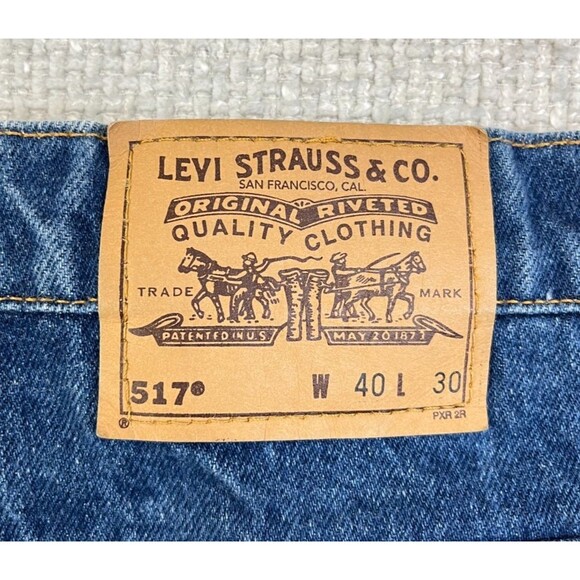 LEVI STRAUSS & CO.
SAN FRANCISCO, CAL.
ORIGINAL RIVETED
QUALITY CLOTHING
TRADE MARK
PATENTED IN U.S. MAY 20 1873
517® W 40 L 30
® PXR 2R